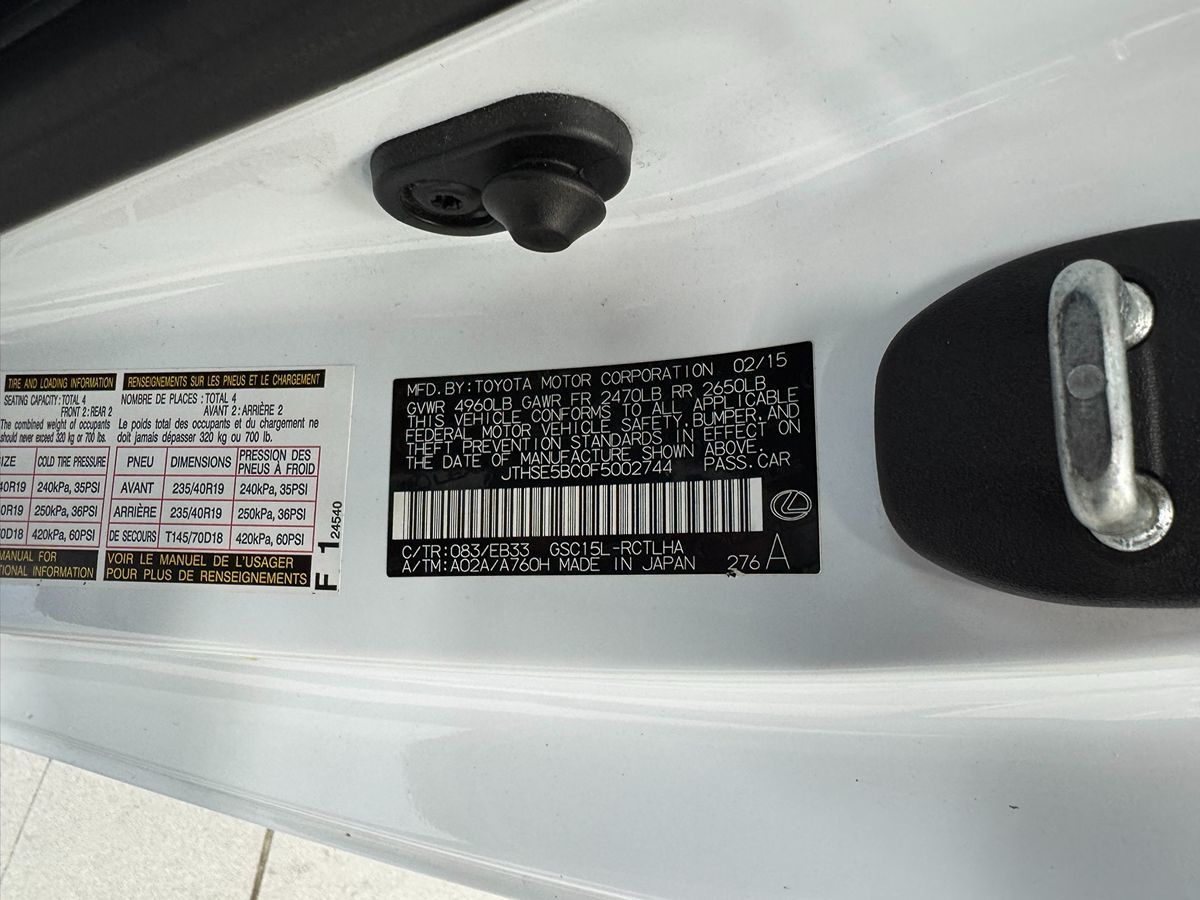 TIRE AND LOADING INFORMATION
SEATING CAPACITY: TOTAL 4
FRONT 2 : REAR 2
The combined weight of occupants
should never exceed 320 kg or 700 lbs.
COLD TIRE PRESSURE
240kPa, 35PSI
250kPa, 36PSI
420kPa, 60PSI
MANUAL FOR
INFORMATION
RENSEIGNEMENTS SUR LES PNEUS ET LE CHARGEMENT
NOMBRE DE PLACES : TOTAL 4
AVANT 2 : ARRIÈRE 2
Le poids total des occupants et du chargement ne
doit jamais dépasser 320 kg ou 700 lb.
PNEU DIMENSIONS PRESSION DES PNEUS À FROID
AVANT 235/40R19 240kPa, 35PSI
ARRIÈRE 235/40R19 250kPa, 36PSI
DE SECOURS T145/70D18 420kPa, 60PSI
VOIR LE MANUEL DE L'USAGER
POUR PLUS DE RENSEIGNEMENTS
F 1 24540
MFD.BY:TOYOTA MOTOR CORPORATION 02/15
GVWR 4960LB GAWR FR 2470LB RR 2650LB
THIS VEHICLE CONFORMS TO ALL APPLICABLE
FEDERAL MOTOR VEHICLE SAFETY,BUMPER,AND
THEFT PREVENTION STANDARDS IN EFFECT ON
THE DATE OF MANUFACTURE SHOWN ABOVE.
JTHSE5BC0F5002744 PASS.CAR
C/TR:083/EB33 GSC15L-RCTLHA
A/TM:A02A/A760H MADE IN JAPAN 276 A